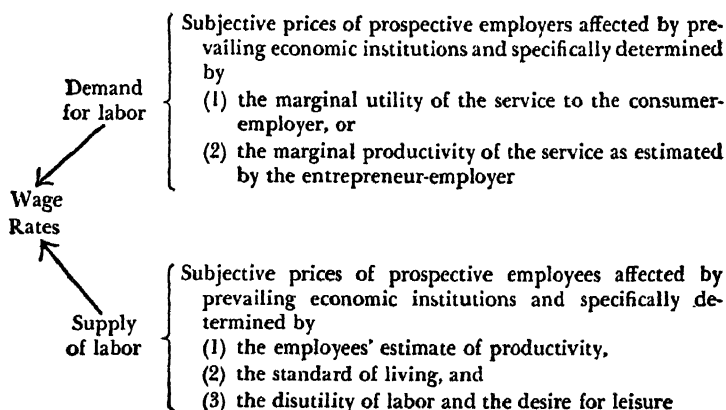 Subjective prices of prospective employers affected by pre-
vailing economic institutions and specifically determined
by
(1) the marginal utility of the service to the consumer-
employer, or
(2) the marginal productivity of the service as estimated
by the entrepreneur-employer
Demand
for labor
Wage
Rates
Supply
of labor
Subjective prices of prospective employees affected by
prevailing economic institutions and specifically de-
termined by
(1) the employees' estimate of productivity,
(2) the standard of living, and
(3) the disutility of labor and the desire for leisure